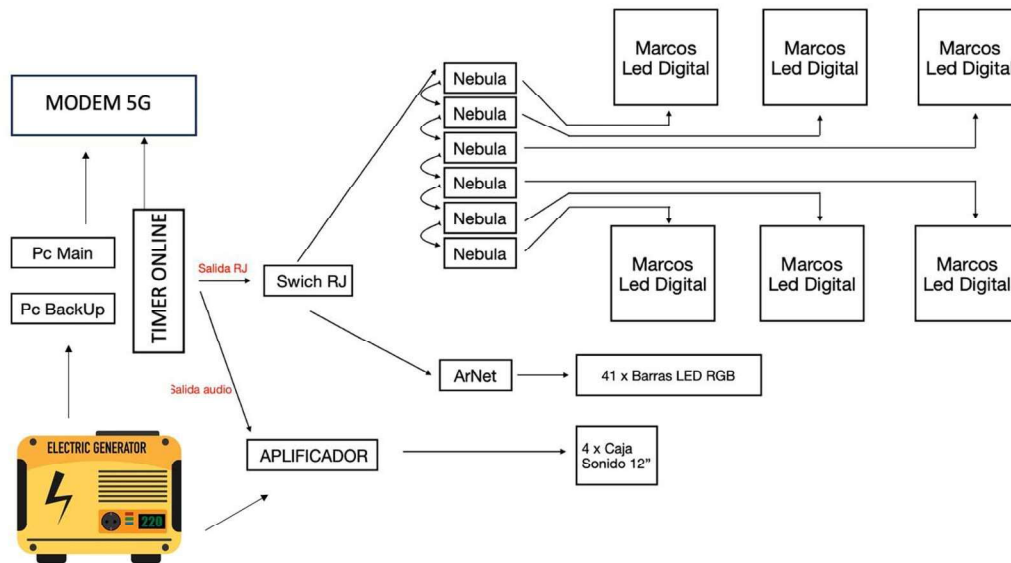 MODEM 5G
Pc Main
Pc BackUp
TIMER ONLINE
Salida RJ
Salida audio
Swich RJ
Nebula
Nebula
Nebula
Nebula
Nebula
Nebula
Marcos
Led Digital
Marcos
Led Digital
Marcos
Led Digital
Marcos
Led Digital
Marcos
Led Digital
Marcos
Led Digital
ArNet
41 x Barras LED RGB
APLIFICADOR
4 x Caja
Sonido 12”
ELECTRIC GENERATOR
220